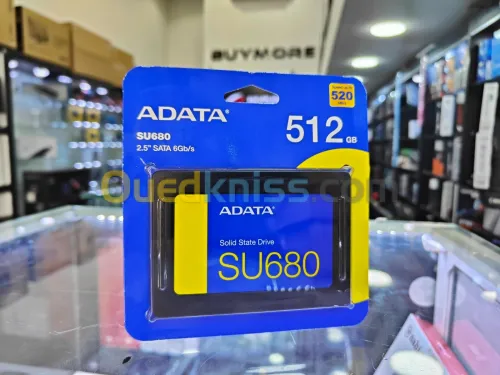 BUYMORE
ADATA
SU680
2.5" SATA 6Gb/s
512 GB
520
Ouedkniss.com
ADATA
Solid State Drive
SU680